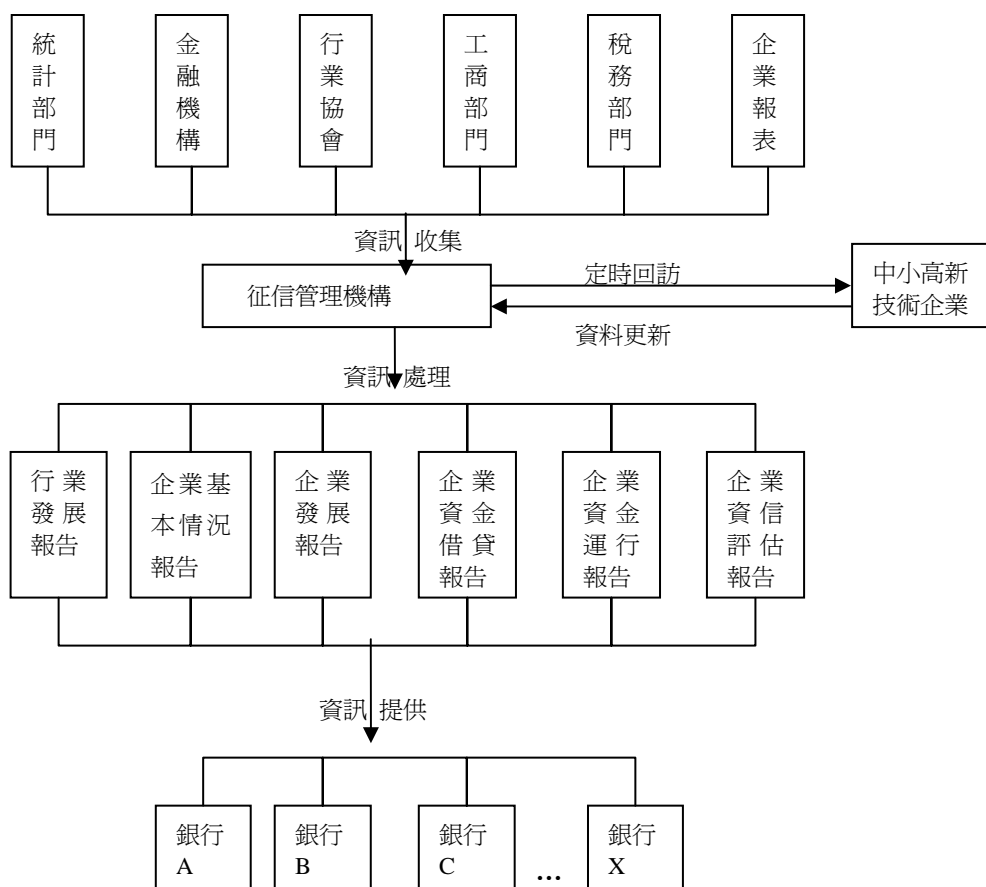 統計部門
金融機構
行業協會
工商部門
稅務部門
企業報表
資訊 收集
征信管理機構
定時回訪
資料更新
中小高新
技術企業
資訊 處理
行 業
發 展
報告
企業基
本情況
報告
企 業
發 展
報告
企 業
資 金
借 貸
報告
企 業
資 金
運 行
報告
企 業
資 信
評 估
報告
資訊 提供
銀行
A
銀行
B
銀行
C
...
銀行
X